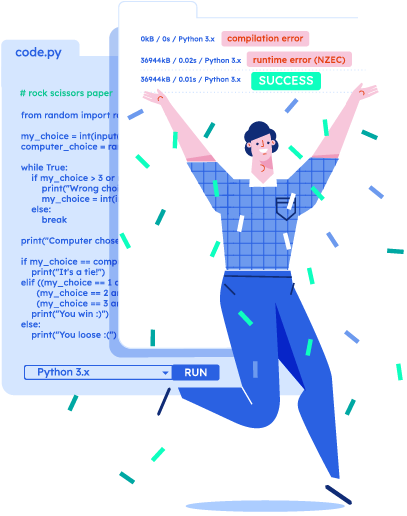 0kB / 0s / Python 3.x compilation error
36944kB / 0.02s / Python 3.x runtime error (NZEC)
36944kB / 0.01s / Python 3.x SUCCESS
code.py
# rock scissors paper
from random import
my_choice = int(input
computer_choice =
while True:
if my_choice > 3 or
print("Wrong
my_choice = int(
else:
break
print("Computer chose
if my_choice ==
print("It's a tie!")
elif ((my_choice == 1
(my_choice == 2
(my_choice == 3
print("You win :)")
else:
print("You loose :(")
Python 3.x RUN